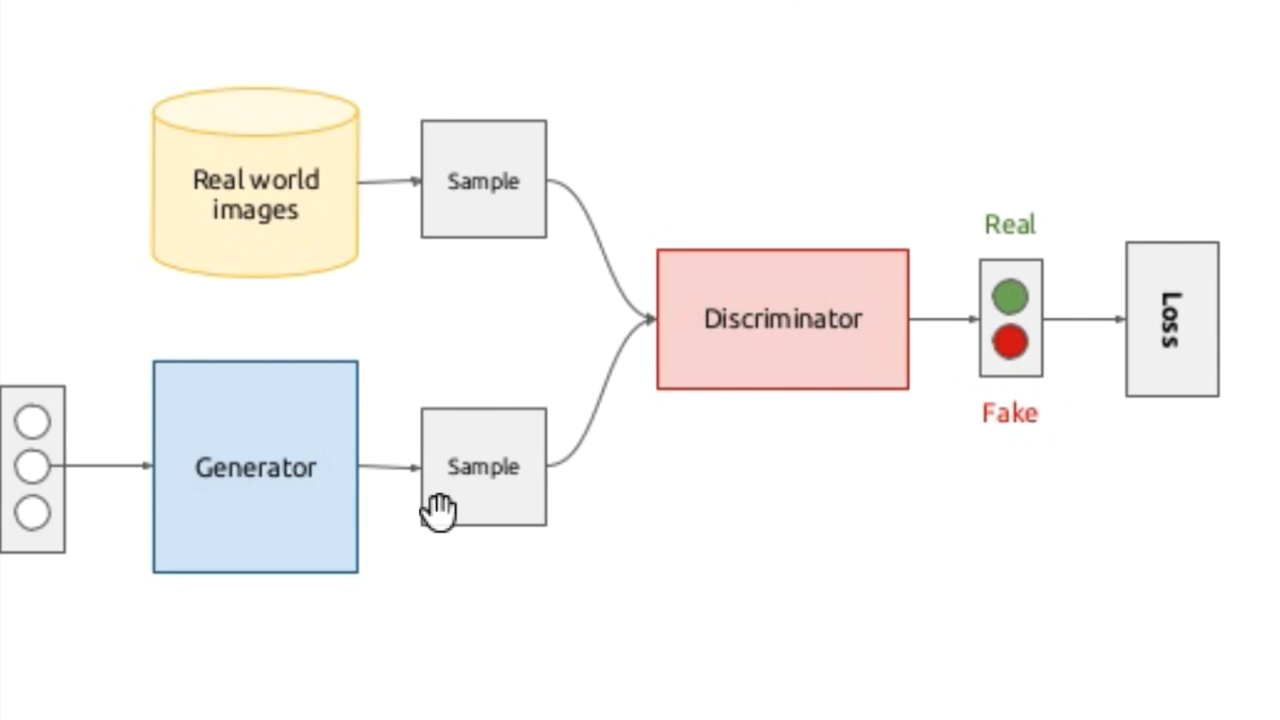 Real world
images
Sample
Real
Discriminator
Loss
Fake
Generator
Sample